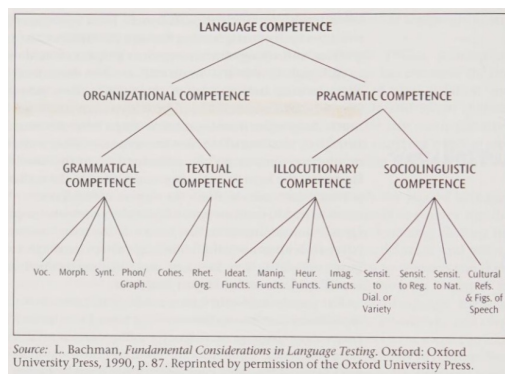 LANGUAGE COMPETENCE
ORGANIZATIONAL COMPETENCE PRAGMATIC COMPETENCE
GRAMMATICAL TEXTUAL ILLOCUTIONARY SOCIOLINGUISTIC
COMPETENCE COMPETENCE COMPETENCE COMPETENCE
Voc. Morph. Synt. Phon/ Cohes. Rhet. Ideat. Manip. Heur. Imag. Sensit. Sensit. Sensit. Cultural
Graph. Org. Functs. Functs. Functs. Functs. to to Reg. to Nat. Refs.
Dial. or & Figs. of
Variety Speech
Source: L. Bachman, Fundamental Considerations in Language Testing. Oxford: Oxford
University Press, 1990, p. 87. Reprinted by permission of the Oxford University Press.